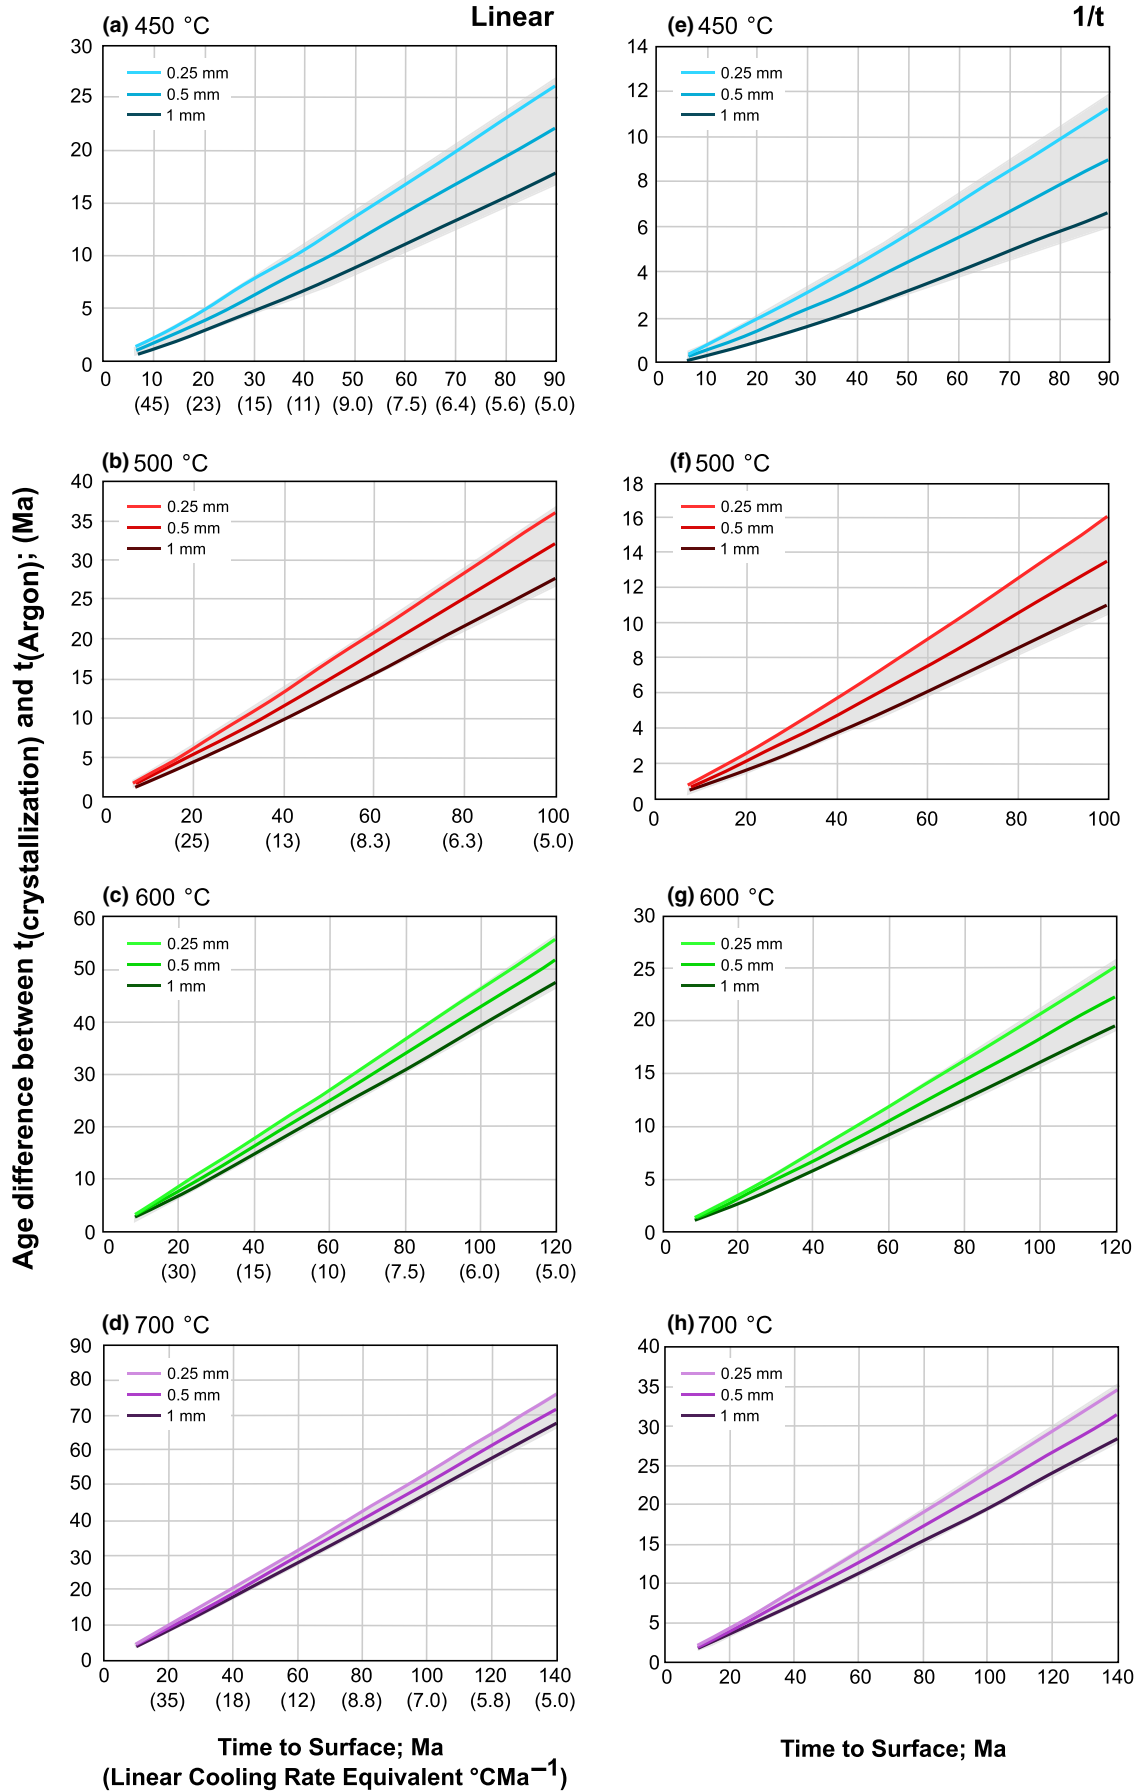 Linear
1/t
Age difference between t(crystallization) and t(Argon); (Ma)
(a) 450 °C
0.25 mm
0.5 mm
1 mm
30
25
20
15
10
5
0
0 10 20 30 40 50 60 70 80 90
(45) (23) (15) (11) (9.0) (7.5) (6.4) (5.6) (5.0)
(e) 450 °C
0.25 mm
0.5 mm
1 mm
14
12
10
8
6
4
2
0
0 10 20 30 40 50 60 70 80 90
(b) 500 °C
0.25 mm
0.5 mm
1 mm
40
35
30
25
20
15
10
5
0
0 20 40 60 80 100
(25) (13) (8.3) (6.3) (5.0)
(f) 500 °C
0.25 mm
0.5 mm
1 mm
18
16
14
12
10
8
6
4
2
0
0 20 40 60 80 100
(c) 600 °C
0.25 mm
0.5 mm
1 mm
60
50
40
30
20
10
0
0 20 40 60 80 100 120
(30) (15) (10) (7.5) (6.0) (5.0)
(g) 600 °C
0.25 mm
0.5 mm
1 mm
30
25
20
15
10
5
0
0 20 40 60 80 100 120
(d) 700 °C
0.25 mm
0.5 mm
1 mm
90
80
70
60
50
40
30
20
10
0
0 20 40 60 80 100 120 140
(35) (18) (12) (8.8) (7.0) (5.8) (5.0)
(h) 700 °C
0.25 mm
0.5 mm
1 mm
40
35
30
25
20
15
10
5
0
0 20 40 60 80 100 120 140
Time to Surface; Ma
(Linear Cooling Rate Equivalent °CMa⁻¹)
Time to Surface; Ma